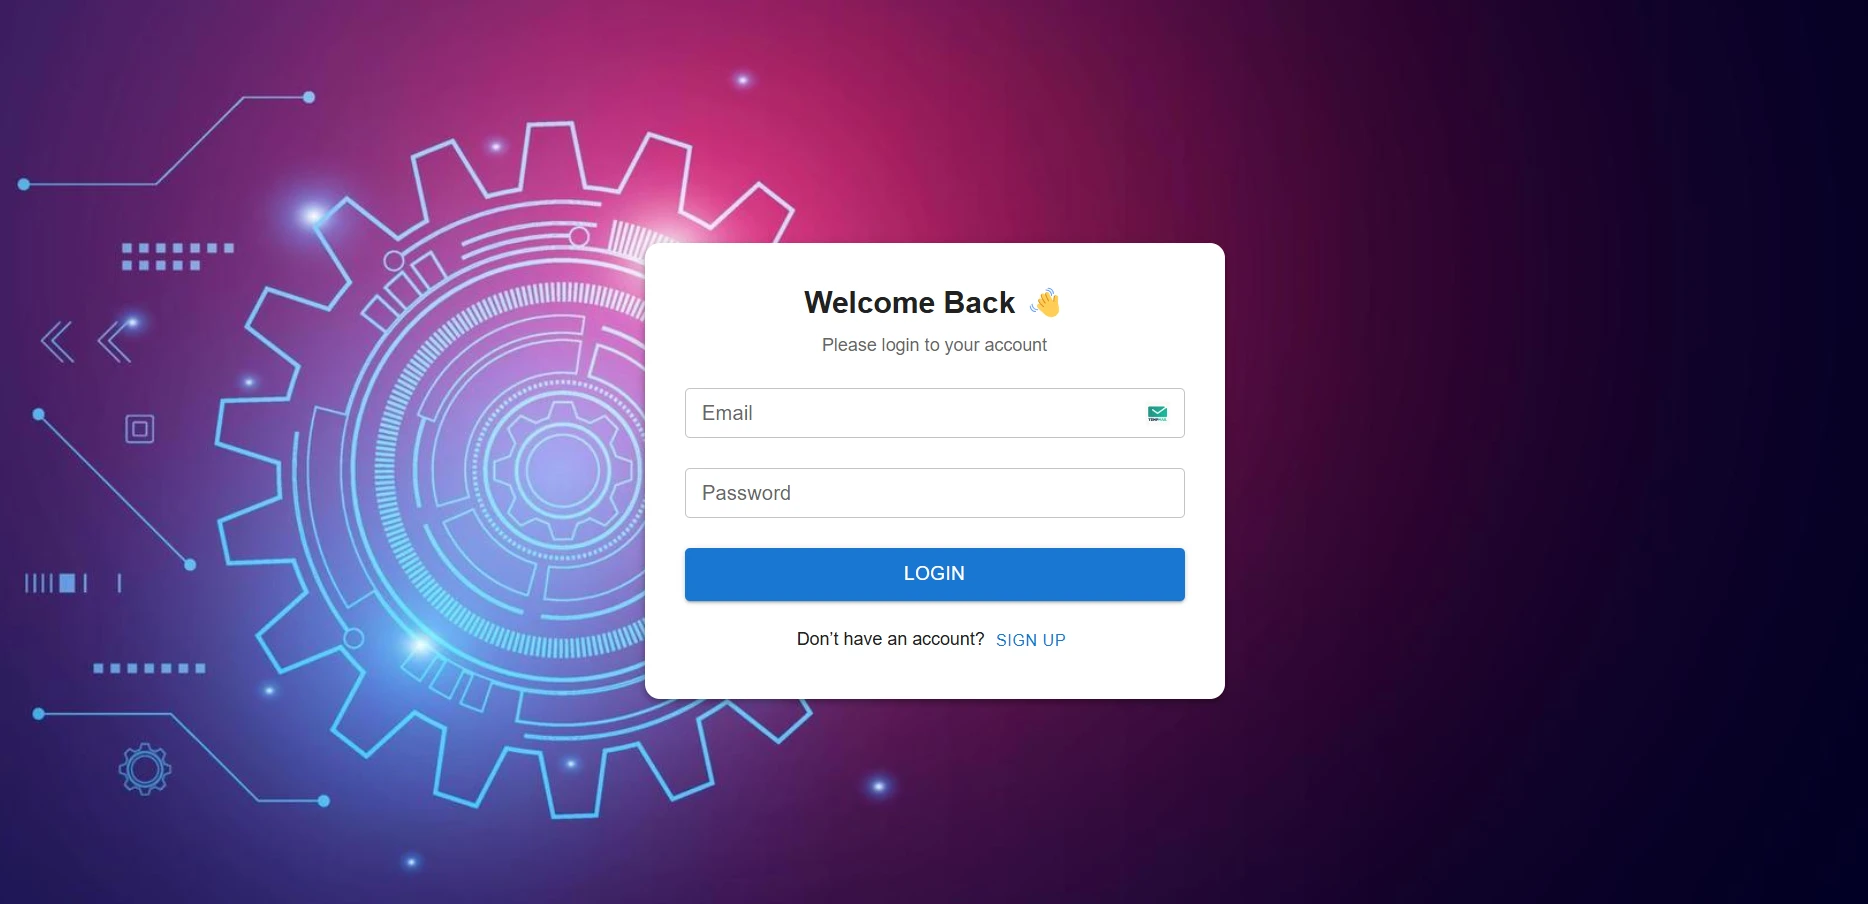 Welcome Back 👋
Please login to your account
Email
Password
LOGIN
Don't have an account? SIGN UP